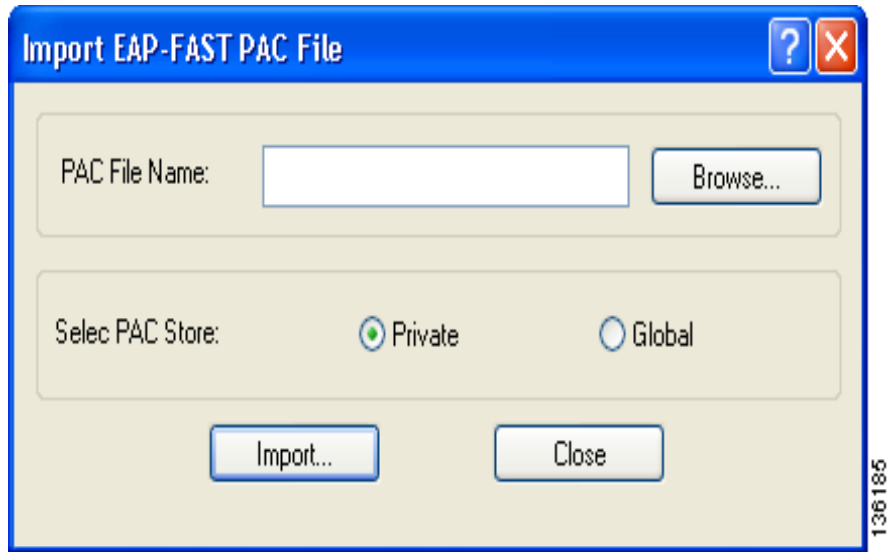 Import EAP-FAST PAC File
?
PAC File Name:
Browse...
Selec PAC Store:
Private
Global
Import...
Close
136185